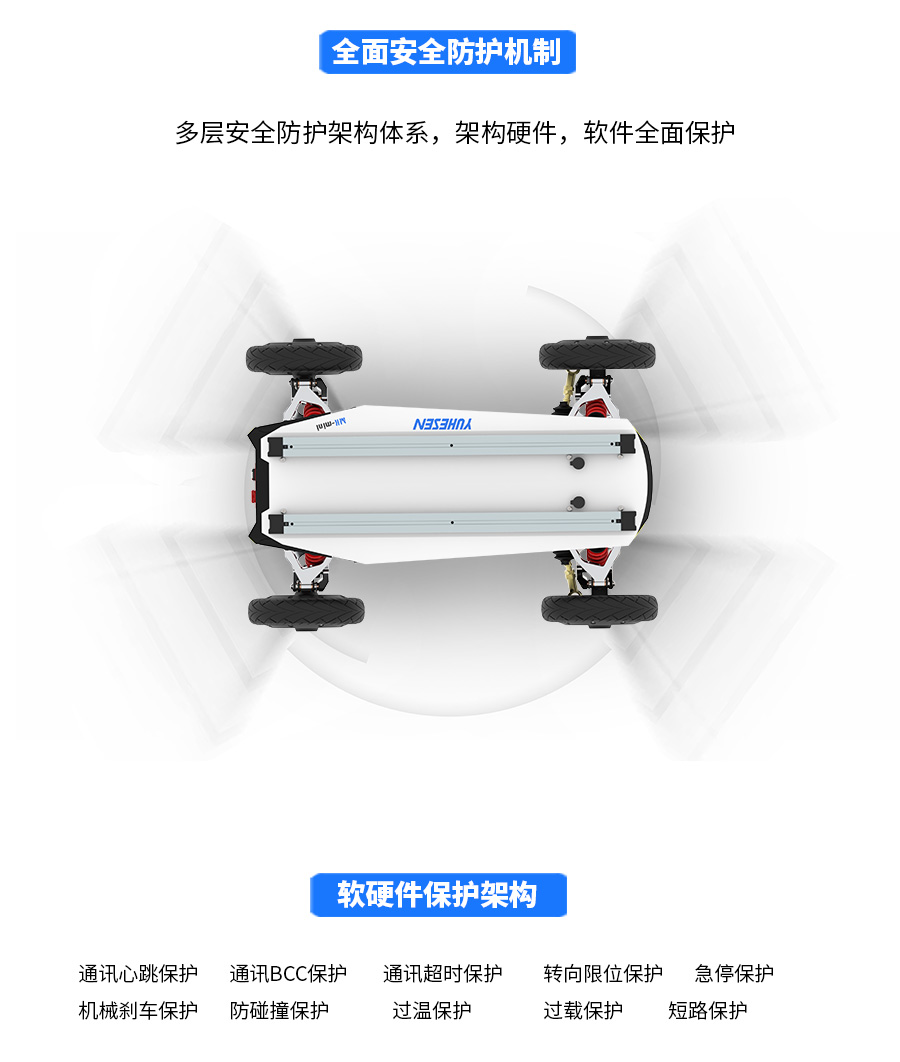 全面安全防护机制
多层安全防护架构体系，架构硬件，软件全面保护
MK-mini
YUHESEN
软硬件保护架构
通讯心跳保护 通讯BCC保护 通讯超时保护 转向限位保护 急停保护
机械刹车保护 防碰撞保护 过温保护 过载保护 短路保护